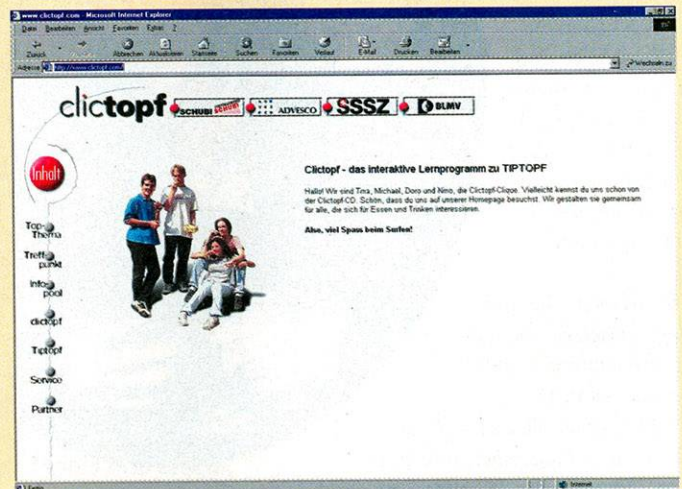 www.clictopf.com - Microsoft Internet Explorer
Datei Bearbeiten Ansicht Favoriten Extras ?
Zurück Abbrechen Aktualisieren Startseite Suchen Favoriten Verlauf E-Mail Drucken Bearbeiten
Adresse http://www.clictopf.com/ Wechseln zu
clictopf SCHUBI ADVESCO SSSZ BLMV
Inhalt
Clictopf - das interaktive Lernprogramm zu TIPTOPF
Hallo! Wir sind Tina, Michael, Doro und Nino, die Clictopf-Clique. Vielleicht kennst du uns schon von
der Clictopf-CD. Schön, dass du uns auf unserer Homepage besuchst. Wir gestalten sie gemeinsam
für alle, die sich für Essen und Trinken interessieren.
Also, viel Spass beim Surfen!
Top-
Thema
Treff-
punkt
Info-
pool
clictopf
Tiptopf
Service
Partner
Fertig Internet